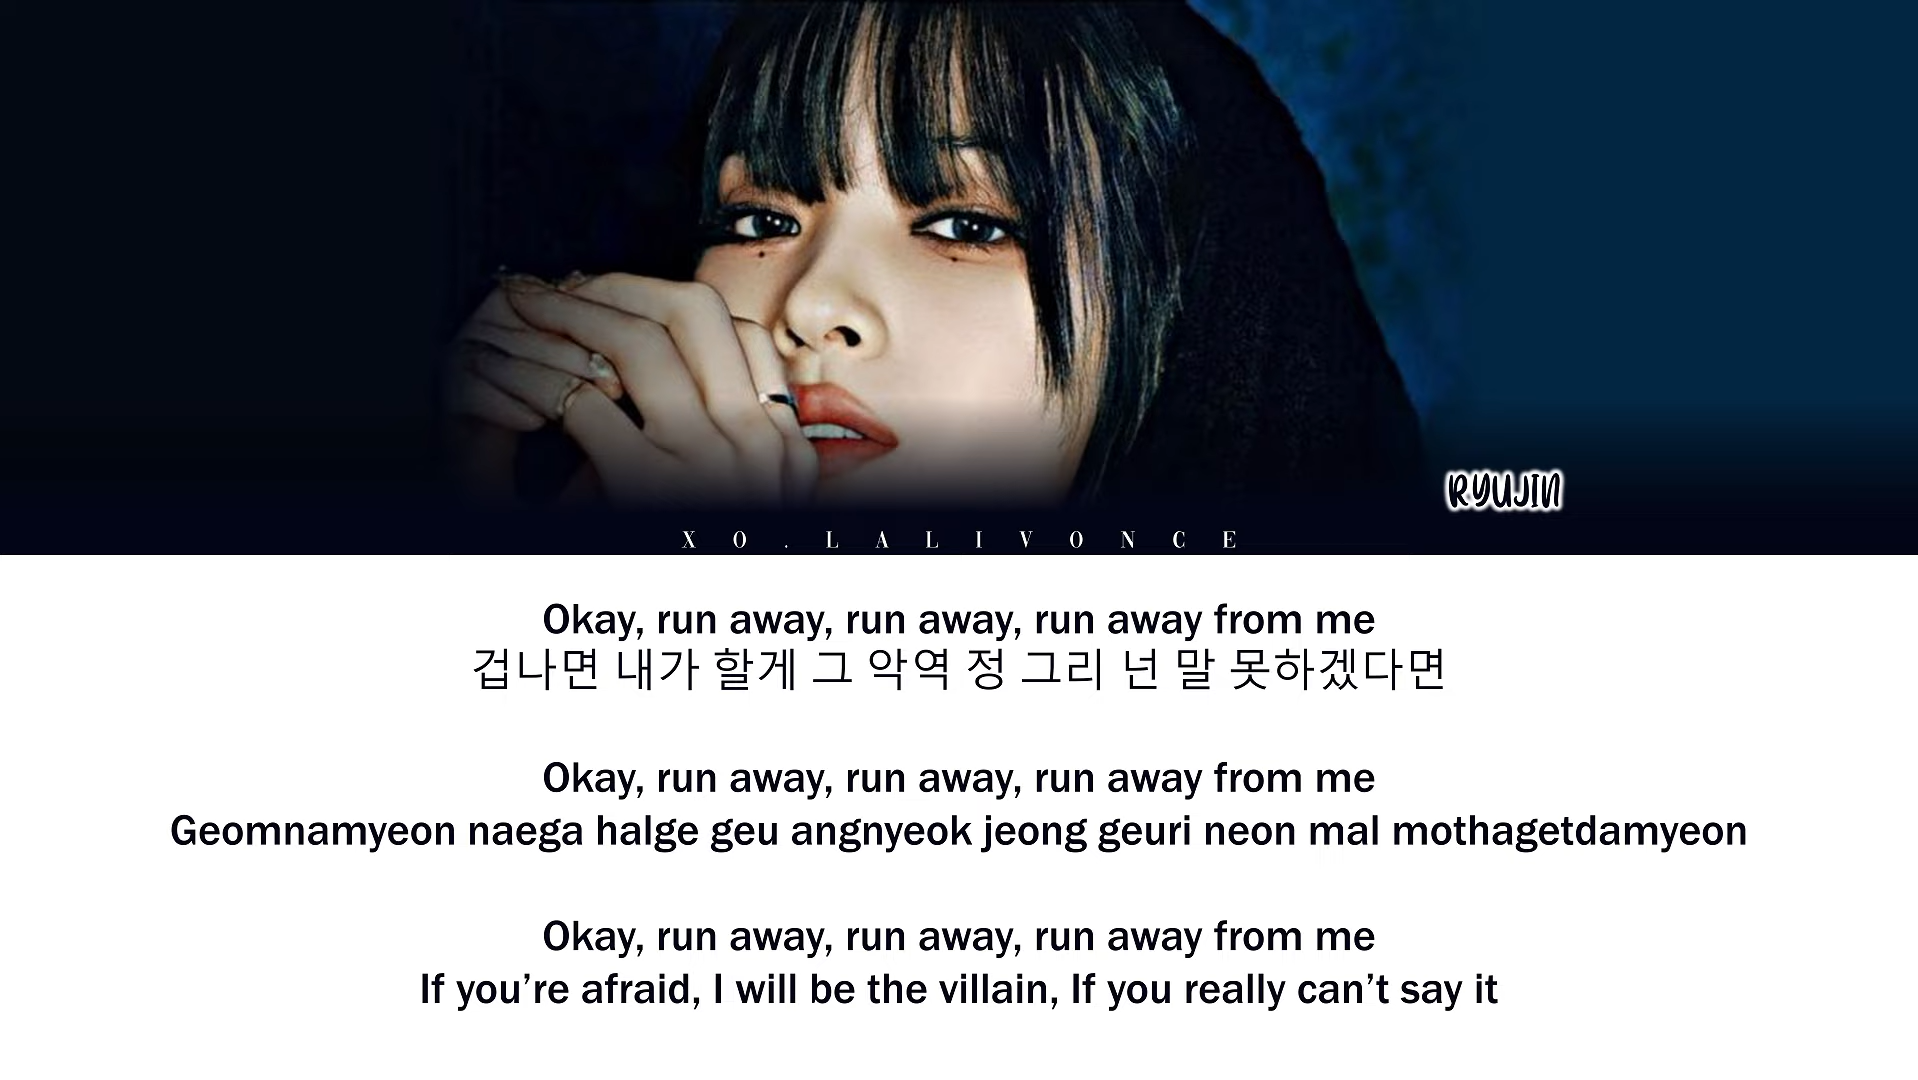 RYUJIN
XO.LALIVONCE
Okay, run away, run away, run away from me
겁나면 내가 할게 그 악역 정 그리 넌 말 못하겠다면
Okay, run away, run away, run away from me
Geomnamyeon naega halge geu angnyeok jeong geuri neon mal mothagetdamyeon
Okay, run away, run away, run away from me
If you’re afraid, I will be the villain, If you really can’t say it